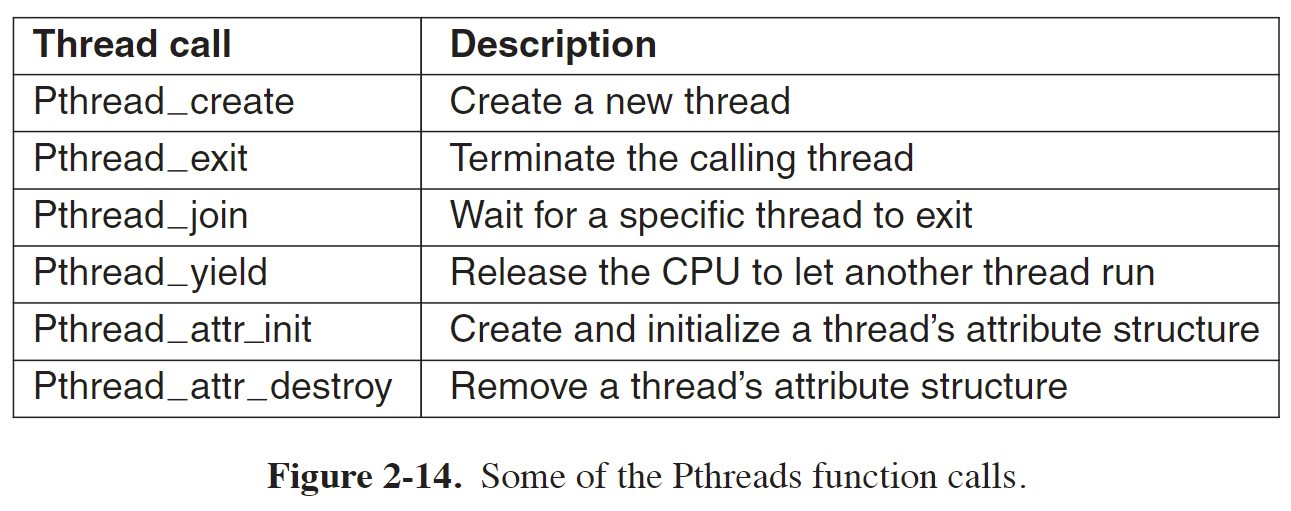 Thread call Description
Pthread_create Create a new thread
Pthread_exit Terminate the calling thread
Pthread_join Wait for a specific thread to exit
Pthread_yield Release the CPU to let another thread run
Pthread_attr_init Create and initialize a thread’s attribute structure
Pthread_attr_destroy Remove a thread’s attribute structure
Figure 2-14. Some of the Pthreads function calls.